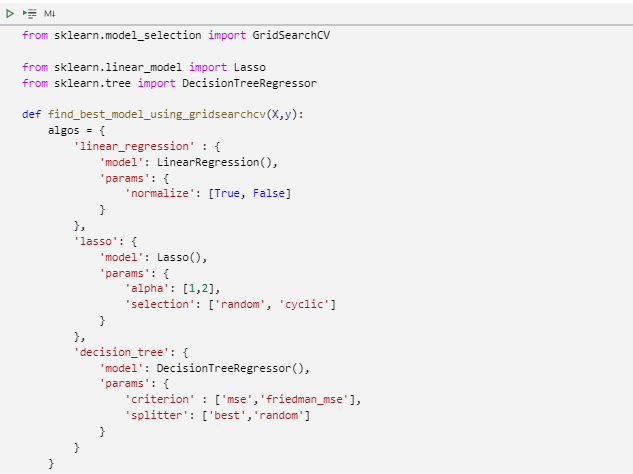 M↓
from sklearn.model_selection import GridSearchCV
from sklearn.linear_model import Lasso
from sklearn.tree import DecisionTreeRegressor
def find_best_model_using_gridsearchcv(X,y):
    algos = {
        'linear_regression' : {
            'model': LinearRegression(),
            'params': {
                'normalize': [True, False]
            }
        },
        'lasso': {
            'model': Lasso(),
            'params': {
                'alpha': [1,2],
                'selection': ['random', 'cyclic']
            }
        },
        'decision_tree': {
            'model': DecisionTreeRegressor(),
            'params': {
                'criterion' : ['mse','friedman_mse'],
                'splitter': ['best','random']
            }
        }
    }